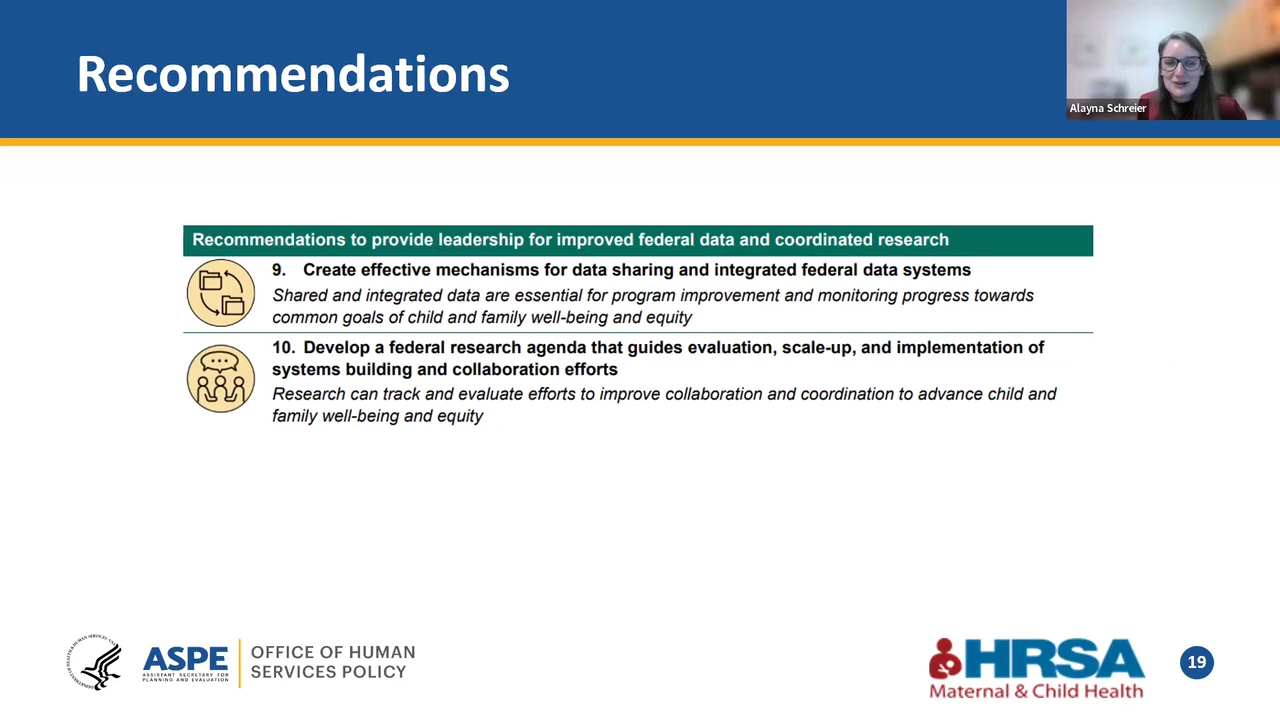 Recommendations
Alayna Schreier
Recommendations to provide leadership for improved federal data and coordinated research
9. Create effective mechanisms for data sharing and integrated federal data systems
Shared and integrated data are essential for program improvement and monitoring progress towards
common goals of child and family well-being and equity
10. Develop a federal research agenda that guides evaluation, scale-up, and implementation of
systems building and collaboration efforts
Research can track and evaluate efforts to improve collaboration and coordination to advance child and
family well-being and equity
ASPE
ASSISTANT SECRETARY FOR
PLANNING AND EVALUATION
OFFICE OF HUMAN
SERVICES POLICY
HRSA
Maternal & Child Health
19